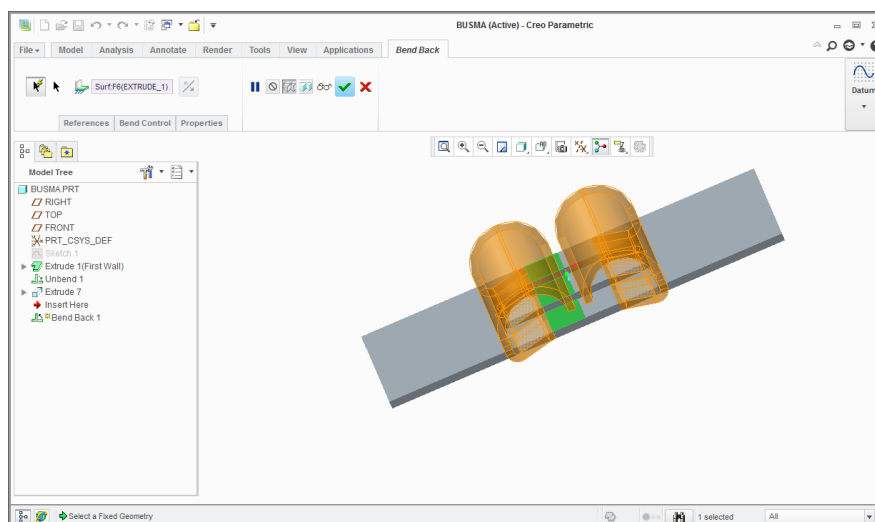 BUSMA (Active) - Creo Parametric
File Model Analysis Annotate Render Tools View Applications Bend Back
Surf:F6(EXTRUDE_1)
Datum
References Bend Control Properties
Model Tree
BUSMA.PRT
RIGHT
TOP
FRONT
PRT_CSYS_DEF
Sketch 1
Extrude 1(First Wall)
Unbend 1
Extrude 7
Insert Here
Bend Back 1
Select a Fixed Geometry
1 selected
All